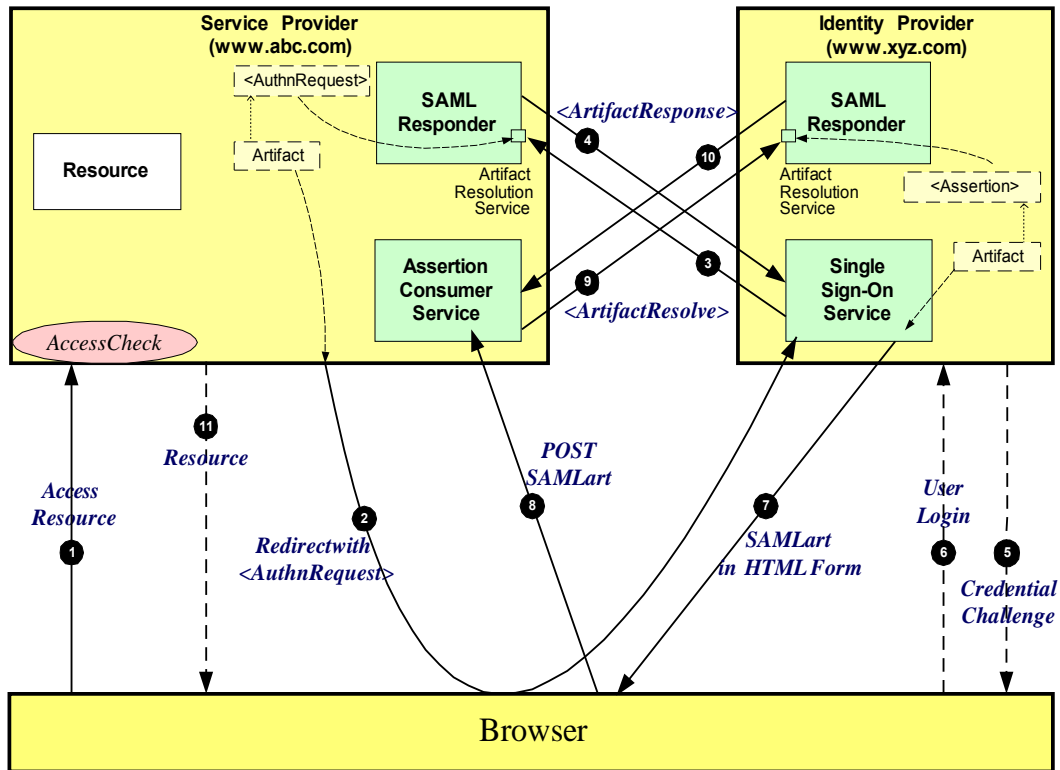 Service Provider
(www.abc.com)
<AuthnRequest>
SAML
Responder
Artifact
Resource
Artifact
Resolution
Service
Assertion
Consumer
Service
AccessCheck
<ArtifactResponse>
4
10
3
9
<ArtifactResolve>
Identity Provider
(www.xyz.com)
SAML
Responder
Artifact
Resolution
Service
<Assertion>
Artifact
Single
Sign-On
Service
11
Resource
Access
Resource
1
2
Redirectwith
<AuthnRequest>
POST
SAMLart
8
7
SAMLart
in HTML Form
User
Login
6
5
Credential
Challenge
Browser